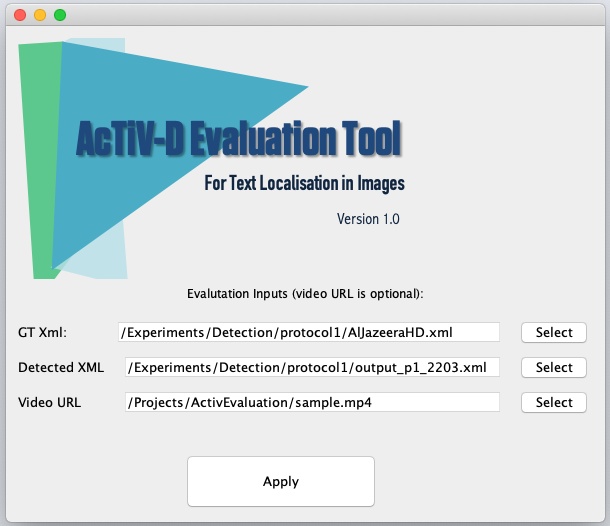 AcTiV-D Evaluation Tool
For Text Localisation in Images
Version 1.0
Evalutation Inputs (video URL is optional):
GT Xml: /Experiments/Detection/protocol1/AlJazeeraHD.xml Select
Detected XML /Experiments/Detection/protocol1/output_p1_2203.xml Select
Video URL /Projects/ActivEvaluation/sample.mp4 Select
Apply